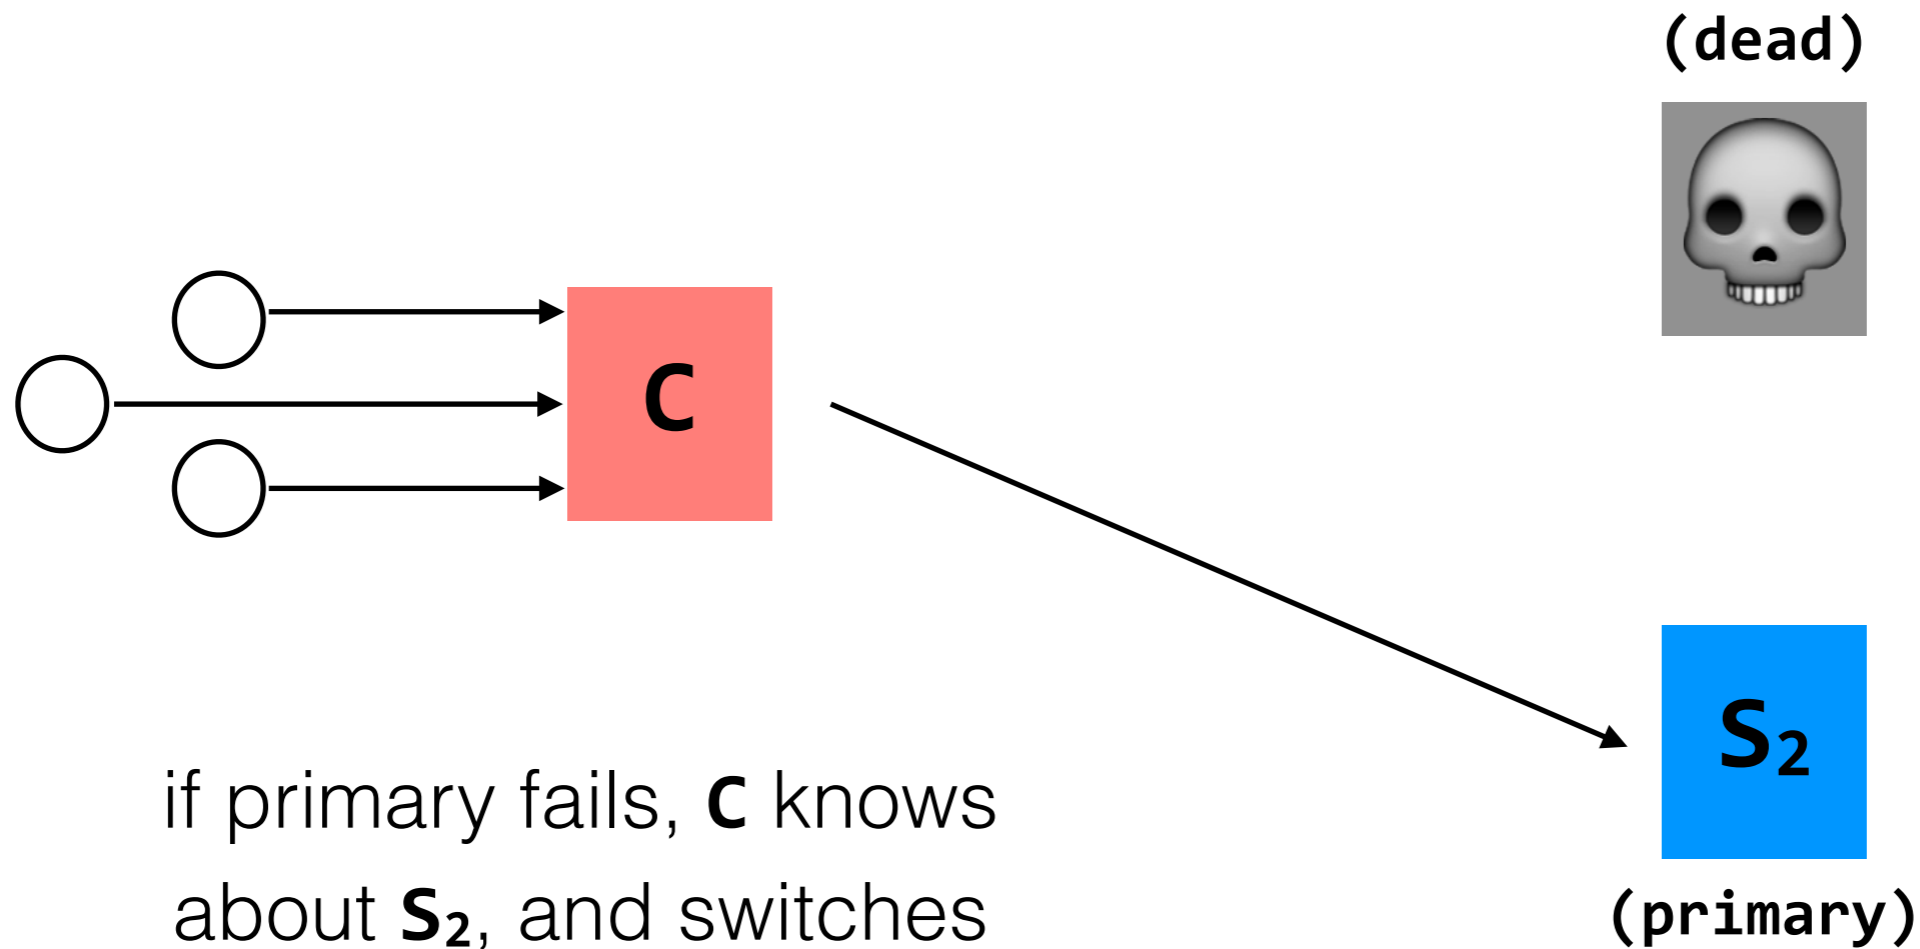 (dead)
C
S₂
(primary)
if primary fails, C knows
about S₂, and switches